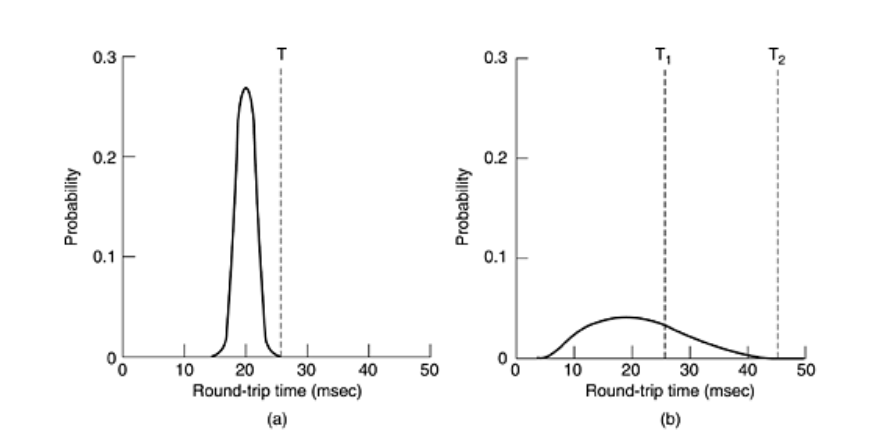 T
0.3
0.2
0.1
0
Probability
0 10 20 30 40 50
Round-trip time (msec)
(a)
T1 T2
0.3
0.2
0.1
0
Probability
0 10 20 30 40 50
Round-trip time (msec)
(b)